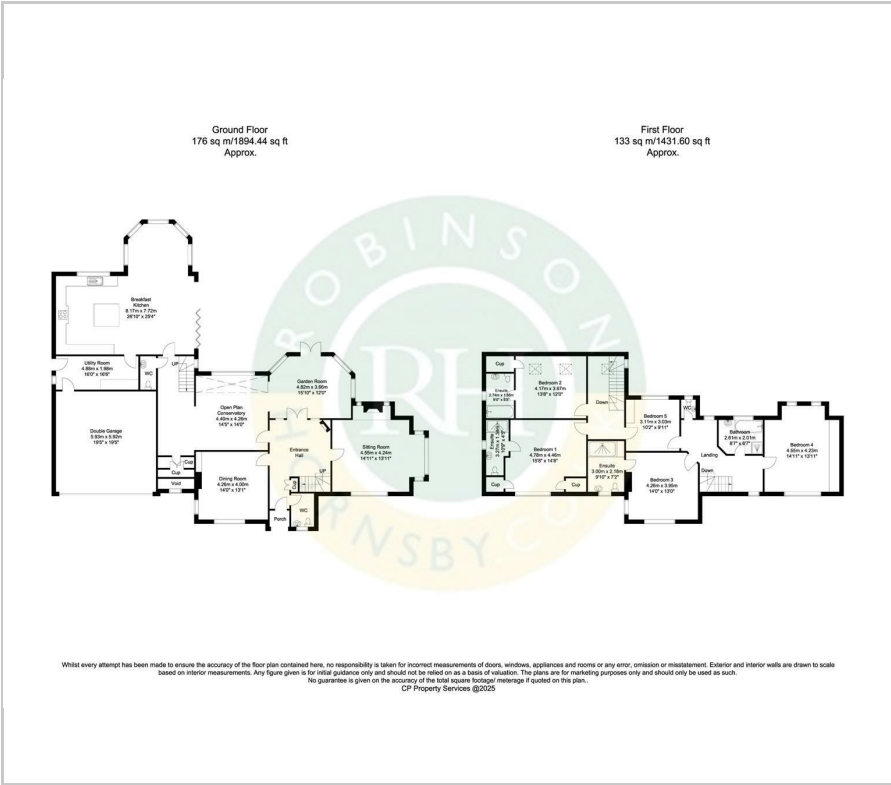 Ground Floor
176 sq m/1894.44 sq ft
Approx.
First Floor
133 sq m/1431.60 sq ft
Approx.
ROBINSON
RH
HORNSBY.CO
Breakfast
Kitchen
8.17m x 7.72m
26'10" x 25'4"
Utility Room
4.88m x 1.98m
16'0" x 6'6"
WC
UP
Double Garage
5.93m x 5.92m
19'5" x 19'5"
Open Plan
Conservatory
4.40m x 4.26m
14'5" x 14'0"
Garden Room
4.82m x 3.66m
15'10" x 12'0"
Sitting Room
4.55m x 4.24m
14'11" x 13'11"
Entrance
Hall
UP
Cup
Cup
Cup
Void
Dining Room
4.26m x 4.00m
14'0" x 13'1"
Porch
WC
Cup
Ensuite
2.74m x 1.66m
Bedroom 2
4.17m x 3.67m
13'8" x 12'0"
Down
Ensuite
Bedroom 1
4.78m x 4.46m
15'8" x 14'8"
Cup
Cup
Ensuite
3.00m x 2.18m
9'10" x 7'2"
Bedroom 5
3.11m x 3.03m
10'2" x 9'11"
WC
Bathroom
2.61m x 2.01m
8'7" x 6'7"
Landing
Down
Bedroom 3
4.26m x 3.95m
14'0" x 13'0"
Bedroom 4
4.55m x 4.23m
14'11" x 13'11"
Whilst every attempt has been made to ensure the accuracy of the floor plan contained here, no responsibility is taken for incorrect measurements of doors, windows, appliances and rooms or any error, omission or misstatement. Exterior and interior walls are drawn to scale
based on interior measurements. Any figure given is for initial guidance only and should not be relied on as a basis of valuation. The plans are for marketing purposes only and should only be used as such.
No guarantee is given on the accuracy of the total square footage/ meterage if quoted on this plan..
CP Property Services @2025